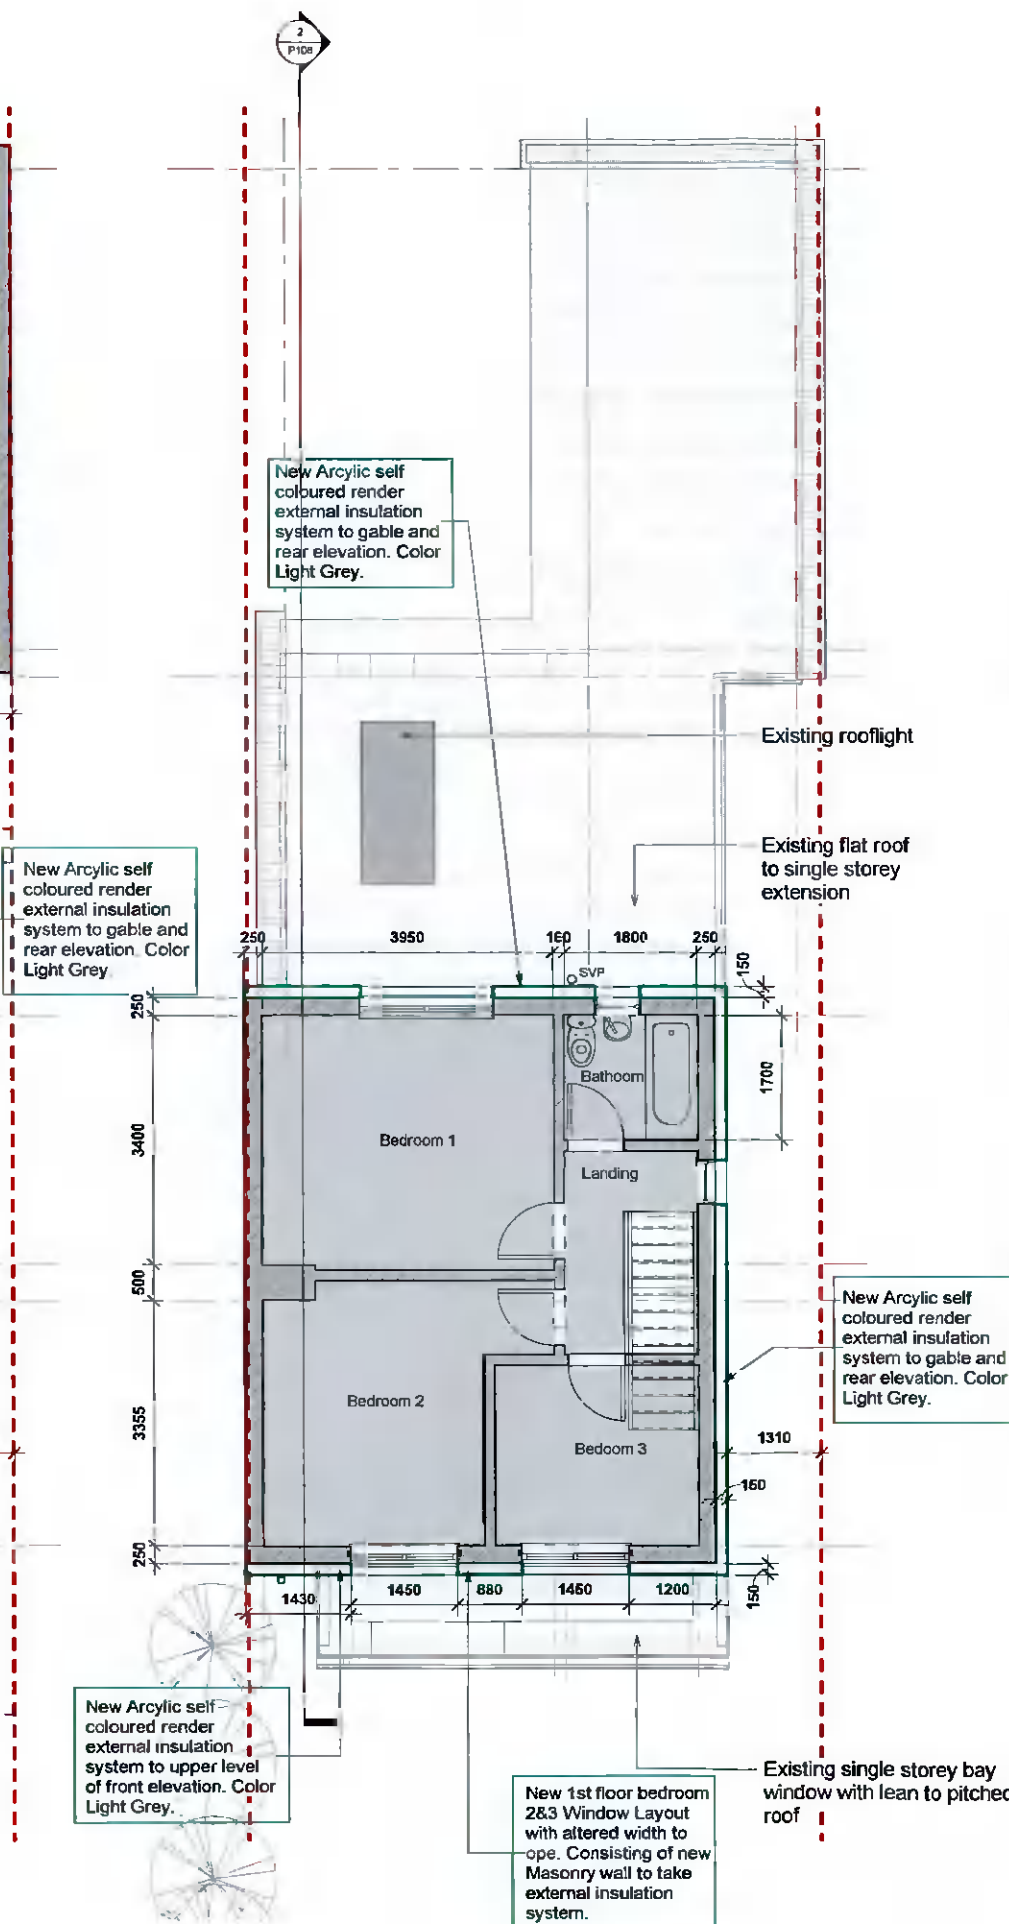 2
P108
New Arcylic self
coloured render
external insulation
system to gable and
rear elevation. Color
Light Grey.
Existing rooflight
Existing flat roof
to single storey
extension
New Arcylic self
coloured render
external insulation
system to gable and
rear elevation. Color
Light Grey
250
3950
160
1800
250
150
SVP
250
1700
Bathoom
Bedroom 1
3400
Landing
500
New Arcylic self
coloured render
external insulation
system to gable and
rear elevation. Color
Light Grey.
Bedroom 2
3355
Bedoom 3
1310
150
250
1430
1450
880
1450
1200
150
New Arcylic self
coloured render
external insulation
system to upper level
of front elevation. Color
Light Grey.
Existing single storey bay
window with lean to pitched
roof
New 1st floor bedroom
2&3 Window Layout
with altered width to
ope. Consisting of new
Masonry wall to take
external insulation
system.